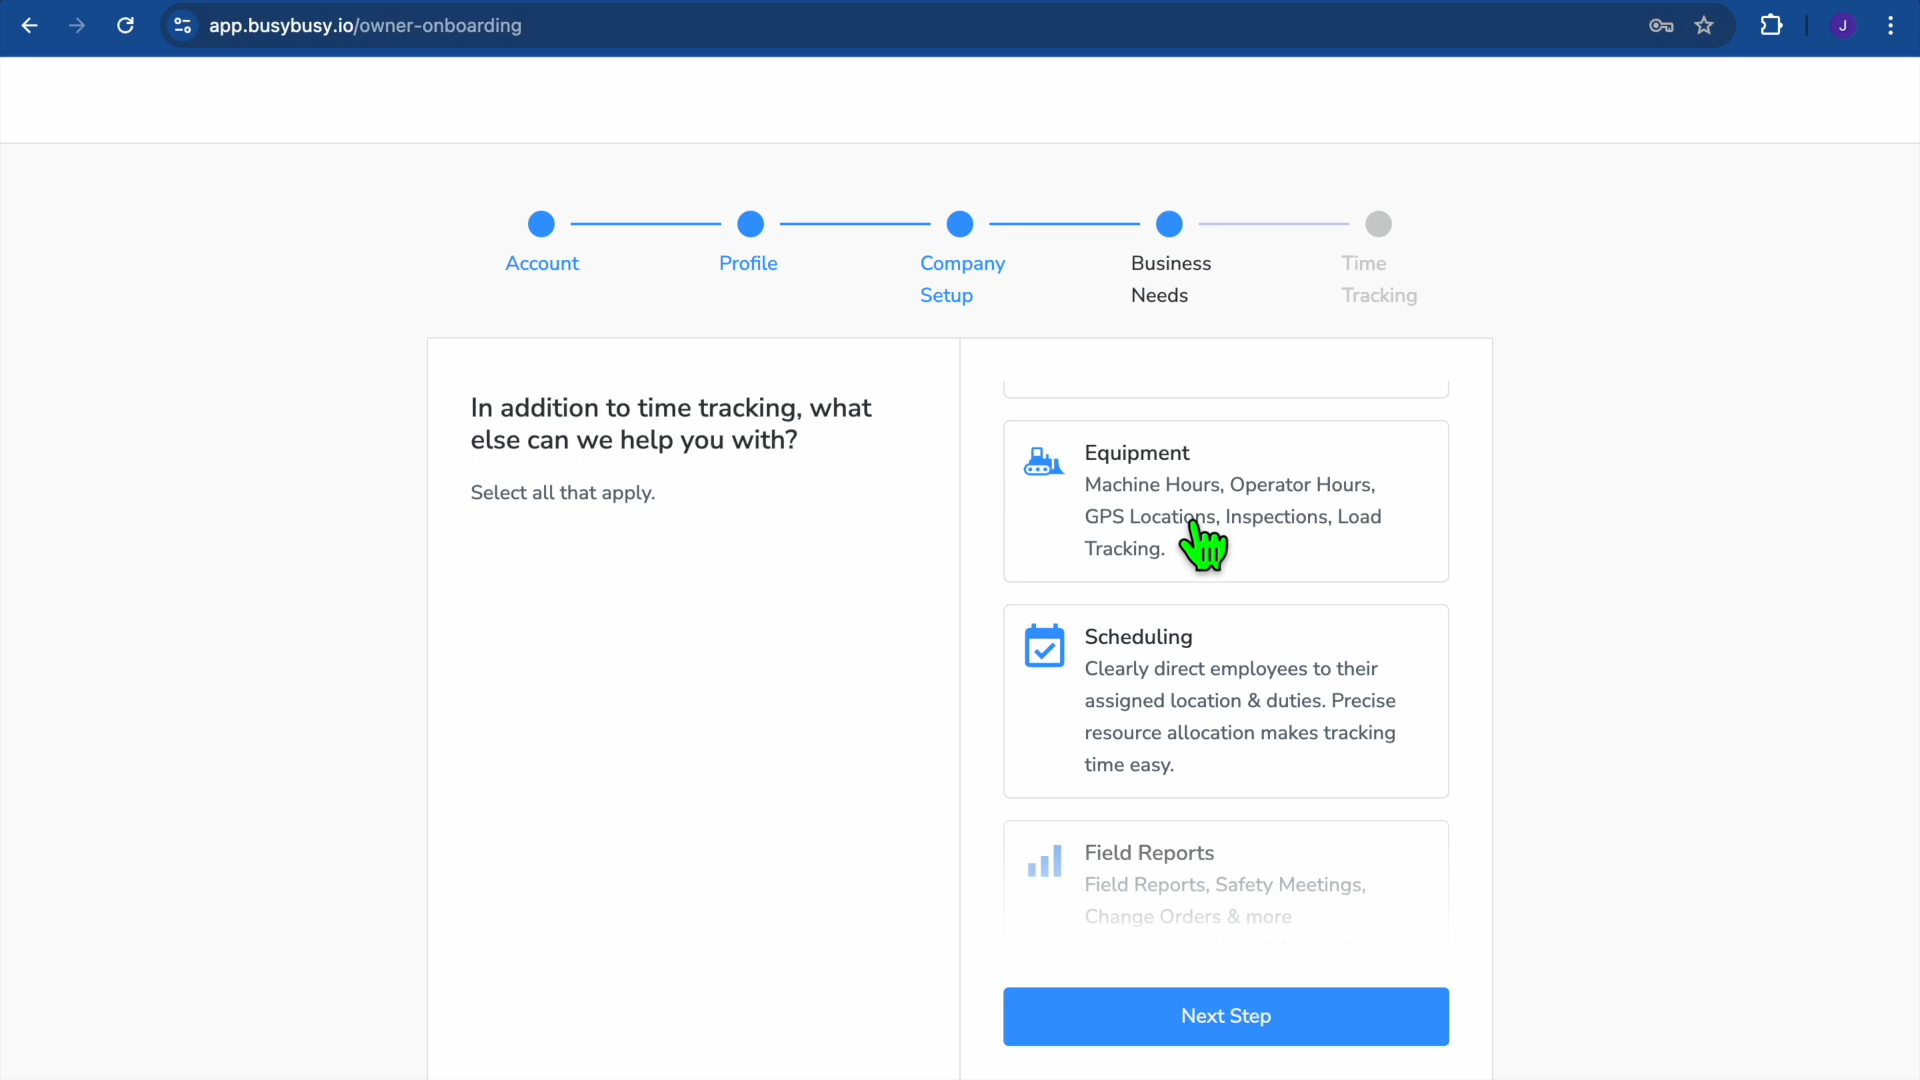 app.busybusy.io/owner-onboarding
J
Account
Profile
Company
Setup
Business
Needs
Time
Tracking
In addition to time tracking, what
else can we help you with?
Select all that apply.
Equipment
Machine Hours, Operator Hours,
GPS Locations, Inspections, Load
Tracking.
Scheduling
Clearly direct employees to their
assigned location & duties. Precise
resource allocation makes tracking
time easy.
Field Reports
Field Reports, Safety Meetings,
Change Orders & more
Next Step